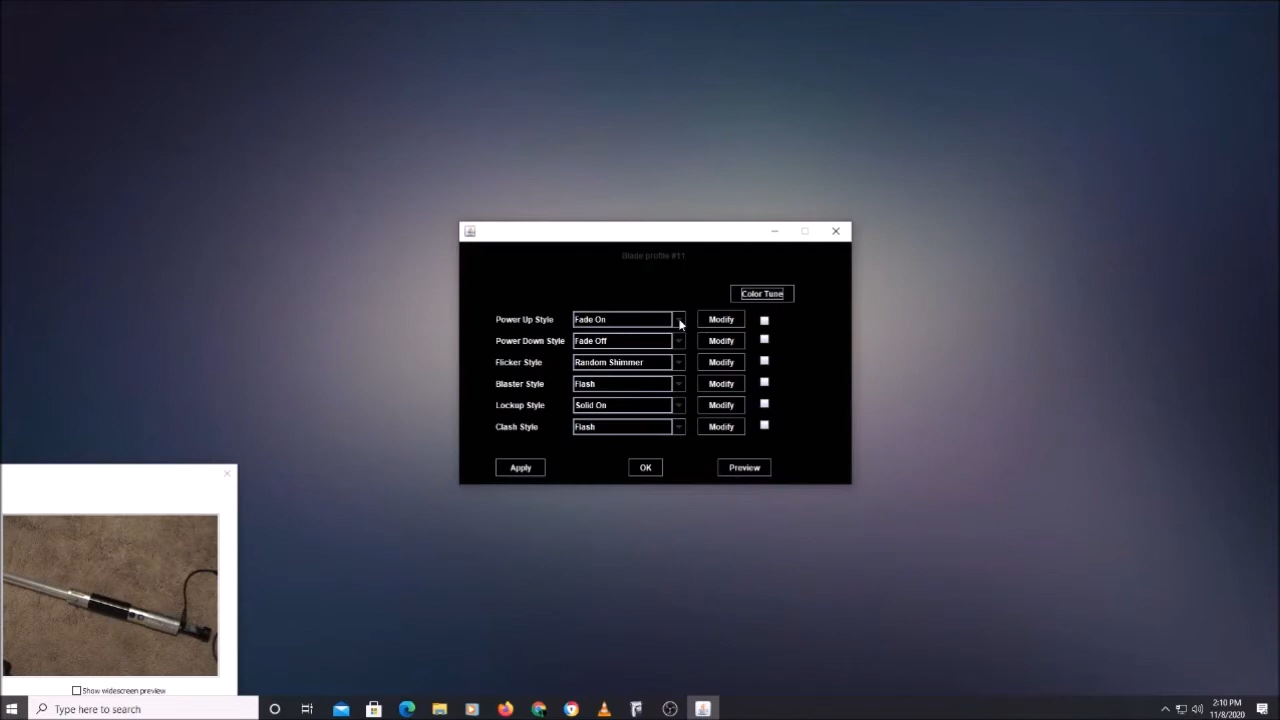 Blade profile #11
Color Tune
Power Up Style Fade On Modify
Power Down Style Fade Off Modify
Flicker Style Random Shimmer Modify
Blaster Style Flash Modify
Lockup Style Solid On Modify
Clash Style Flash Modify
Apply OK Preview
Show widescreen preview
Type here to search
2:10 PM
11/8/2020